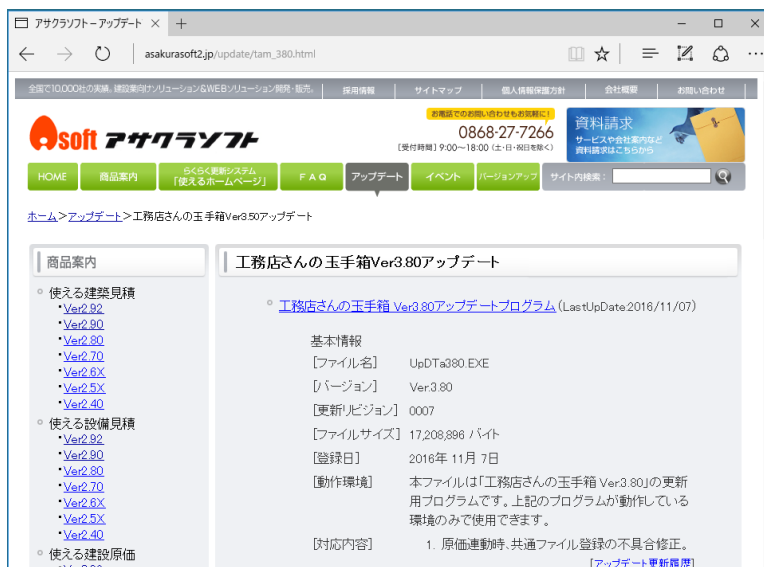 アサクラソフト－アップデート
asakurasoft2.jp/update/tam_380.html
全国で10,000社の実績。建設業向けソリューション&WEBソリューション開発・販売。 採用情報 サイトマップ 個人情報保護方針 会社概要 お問い合わせ
Asoft アサクラソフト
お電話でのお問い合わせもお気軽に！
0868-27-7266
[受付時間] 9:00～18:00 (土・日・祝日を除く)
資料請求
サービスや会社案内など
資料請求はこちらから
HOME 商品案内 らくらく更新システム
「使えるホームページ」
FAQ アップデート イベント バージョンアップ サイト内検索：
ホーム＞アップデート＞工務店さんの玉手箱Ver3.50アップデート
商品案内
使える建築見積
・Ver2.92
・Ver2.90
・Ver2.80
・Ver2.70
・Ver2.6X
・Ver2.5X
・Ver2.40
使える設備見積
・Ver2.92
・Ver2.90
・Ver2.80
・Ver2.70
・Ver2.6X
・Ver2.5X
・Ver2.40
使える建設原価
工務店さんの玉手箱Ver3.80アップデート
工務店さんの玉手箱 Ver3.80アップデートプログラム(LastUpDate:2016/11/07)
基本情報
[ファイル名] UpDTa380.EXE
[バージョン] Ver.3.80
[更新リビジョン] 0007
[ファイルサイズ] 17,208,896 バイト
[登録日] 2016年 11月 7日
[動作環境] 本ファイルは「工務店さんの玉手箱 Ver3.80」の更新
用プログラムです。上記のプログラムが動作している
環境のみで使用できます。
[対応内容] 1. 原価連動時、共通ファイル登録の不具合修正。
[アップデート更新履歴]